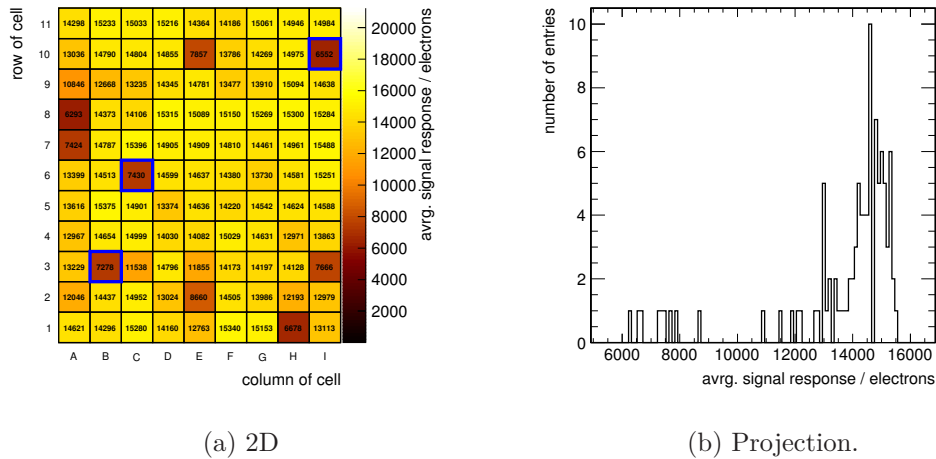 11 14298 15233 15033 15216 14364 14186 15061 14946 14984
10 13036 14790 14804 14855 7857 13786 14269 14975 6552
9 10846 12668 13235 14345 14781 13477 13910 15094 14638
8 6293 14373 14106 15315 15089 15150 15269 15300 15284
7 7424 14787 15396 14905 14909 14810 14461 14961 15488
6 13399 14513 7430 14599 14637 14380 13730 14581 15251
5 13616 15375 14901 13374 14636 14220 14542 14624 14588
4 12967 14654 14999 14030 14082 15029 14631 12971 13863
3 13229 7278 11538 14796 11855 14173 14197 14128 7666
2 12046 14437 14952 13024 8660 14505 13986 12193 12979
1 14621 14296 15280 14160 12763 15340 15153 6678 13113
A B C D E F G H I
row of cell
column of cell
20000
18000
16000
14000
12000
10000
8000
6000
4000
2000
avrg. signal response / electrons
(a) 2D
number of entries
10
8
6
4
2
0
6000 8000 10000 12000 14000 16000
avrg. signal response / electrons
(b) Projection.